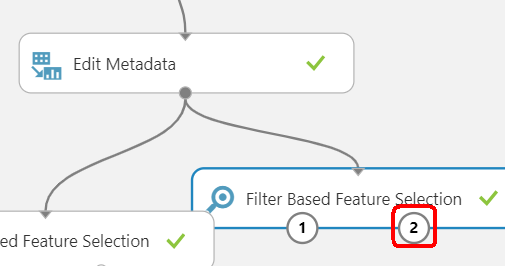 Edit Metadata
Filter Based Feature Selection
1
2
ed Feature Selection